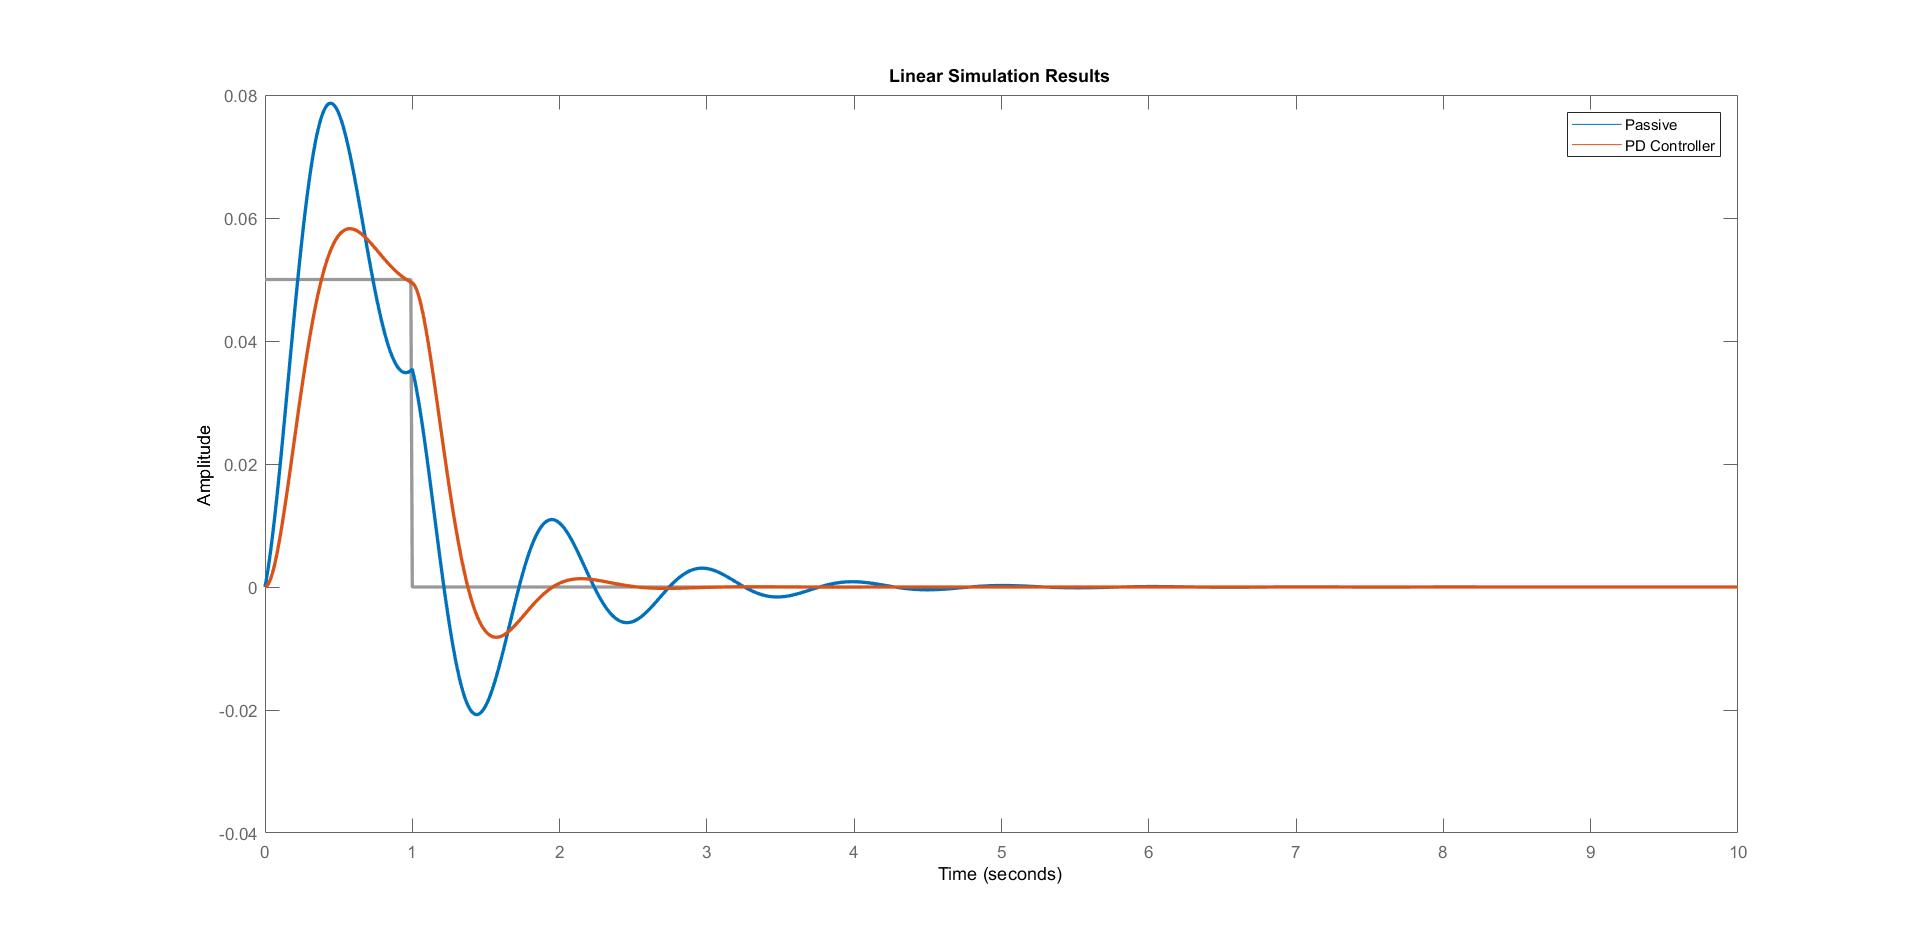 Linear Simulation Results
Passive
PD Controller
0.08
0.06
0.04
0.02
0
-0.02
-0.04
Amplitude
0 1 2 3 4 5 6 7 8 9 10
Time (seconds)